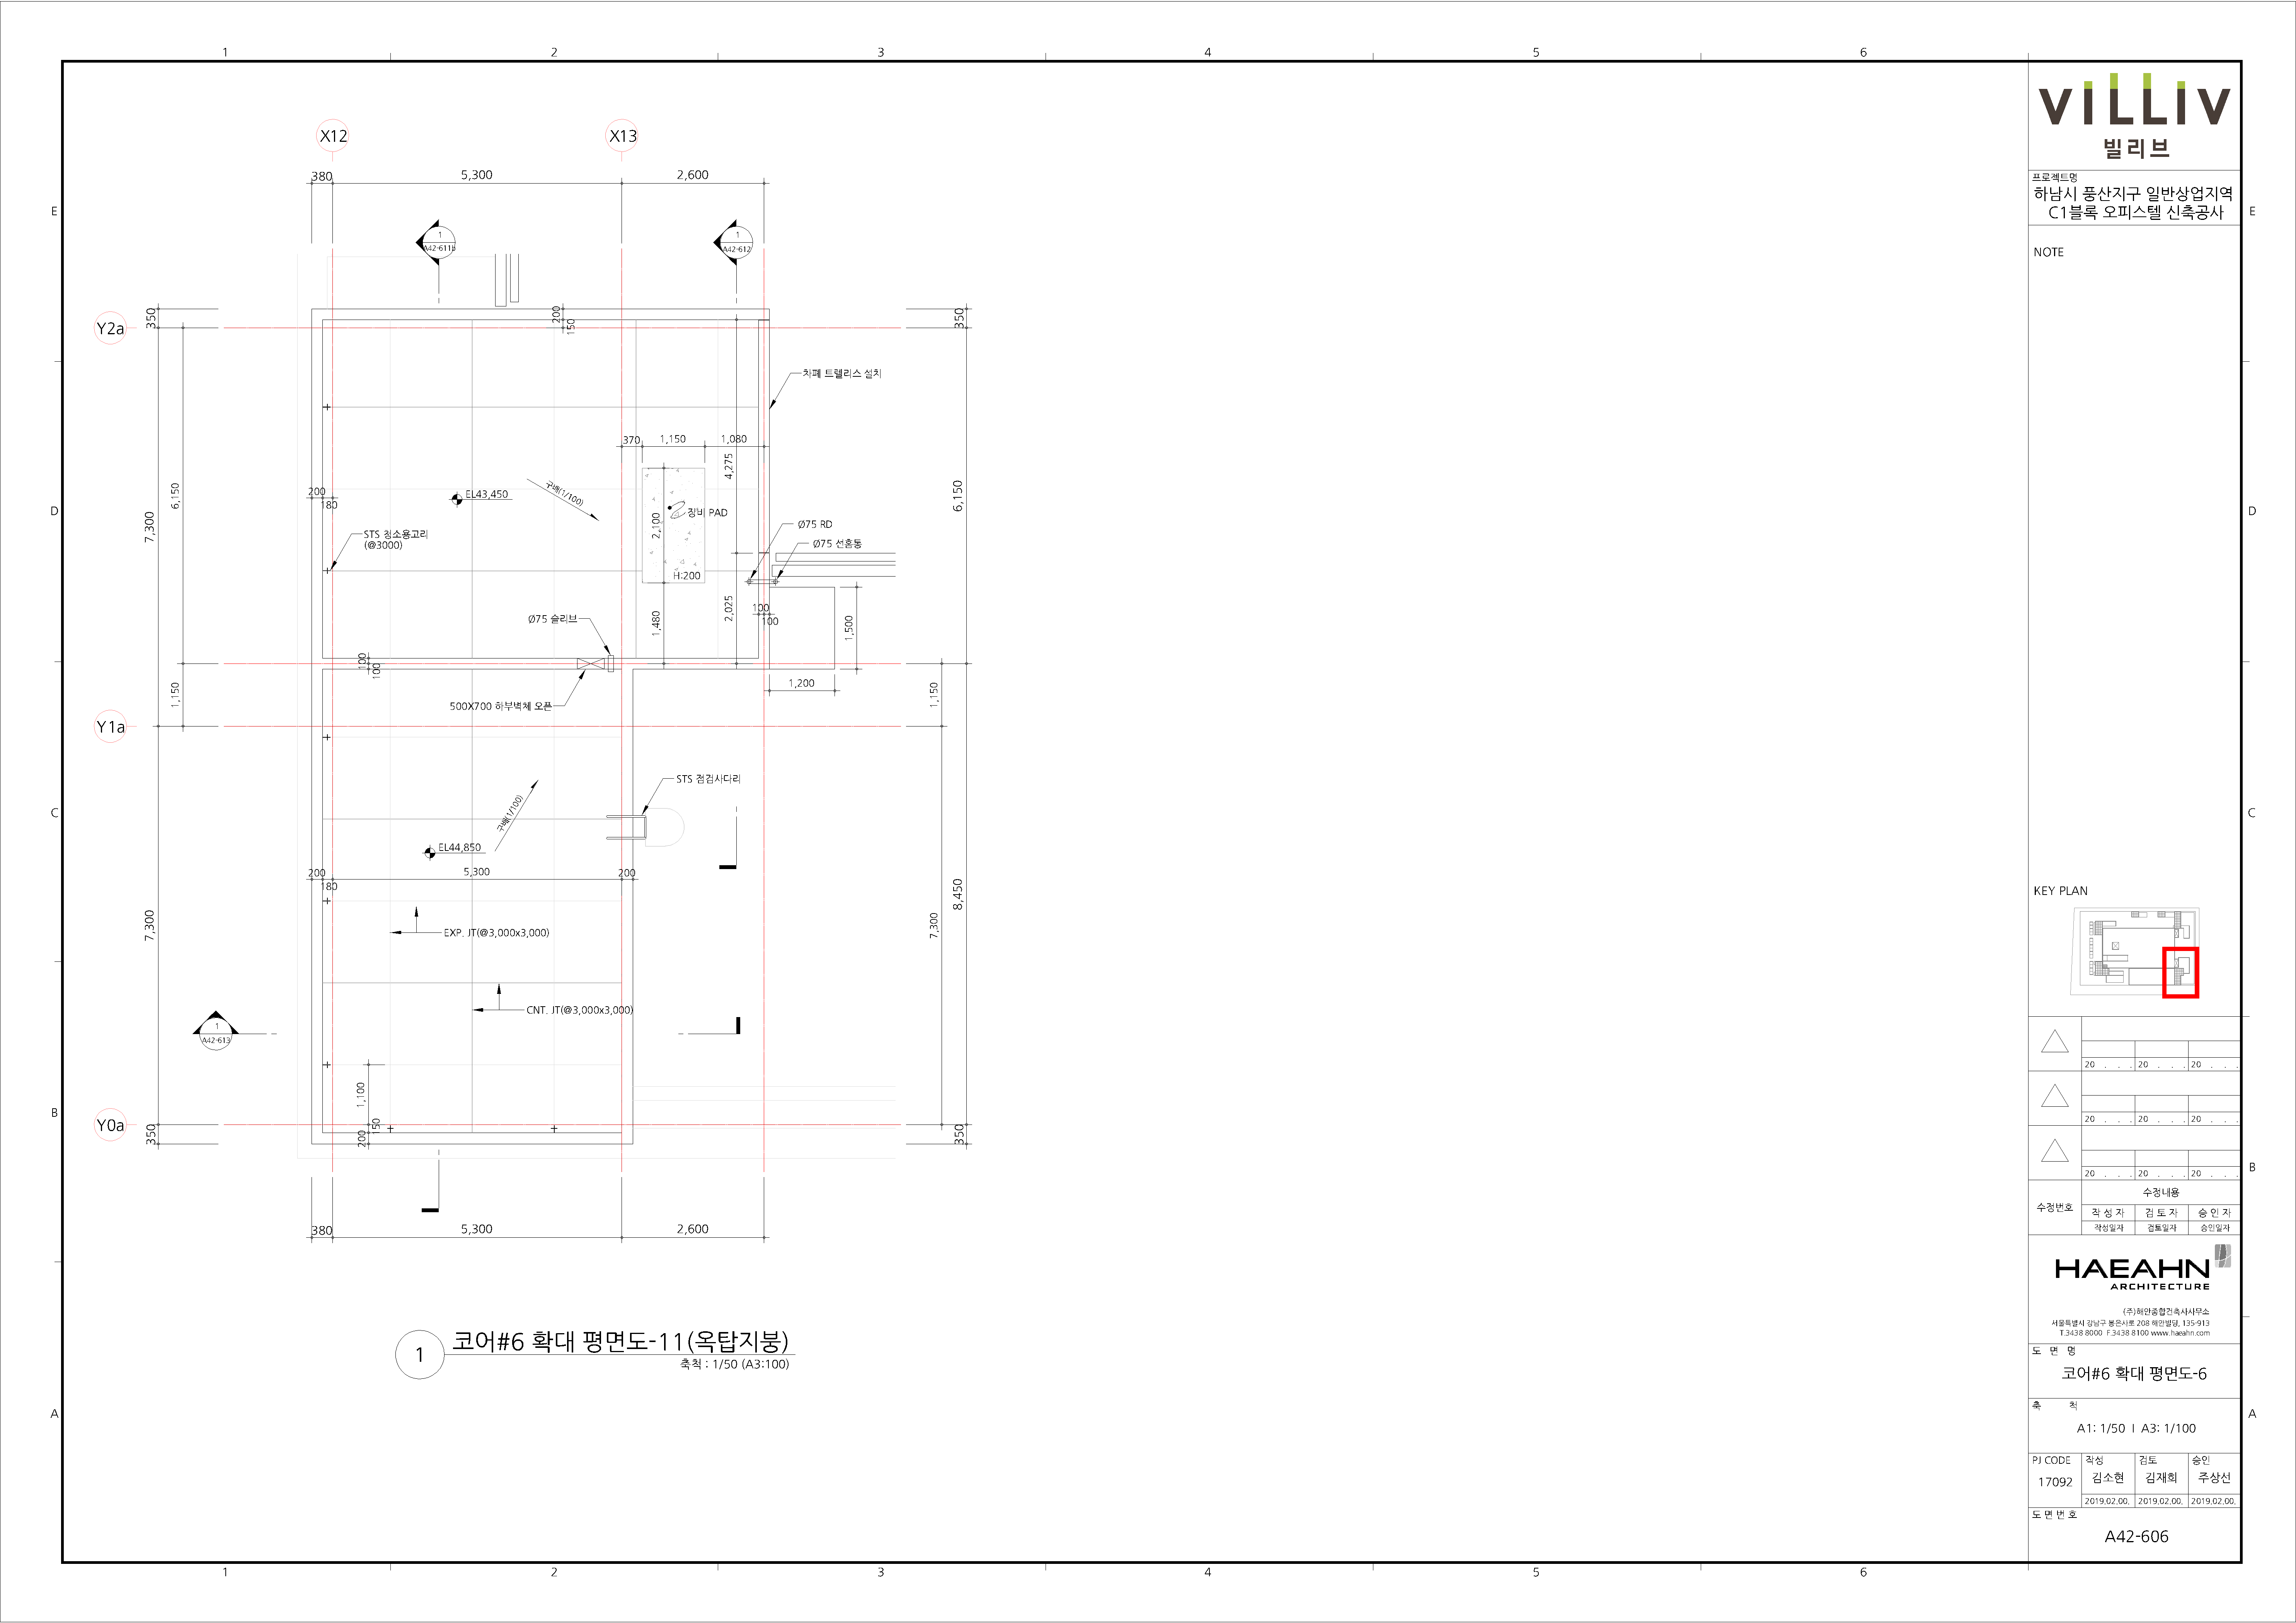 1
2
3
4
5
6
E
D
C
B
A
X12
X13
380
5,300
2,600
1
A42-611b
1
A42-612
Y2a
350
200
150
350
차폐 트렐리스 설치
370
1,150
1,080
4,275
6,150
7,300
200
180
EL43,450
구배(1/100)
장비 PAD
2,100
H:200
6,150
STS 청소용고리
(@3000)
Ø75 RD
Ø75 선홈통
Ø75 슬리브
1,480
2,025
100
100
1,500
100
100
1,150
500X700 하부벽체 오픈
1,200
1,150
Y1a
STS 점검사다리
구배(1/100)
EL44,850
200
180
5,300
200
7,300
EXP. JT(@3,000x3,000)
7,300
8,450
CNT. JT(@3,000x3,000)
1
A42-613
1,100
150
200
Y0a
350
350
380
5,300
2,600
1
코어#6 확대 평면도-11(옥탑지붕)
축척 : 1/50 (A3:100)
VILLIV
빌리브
프로젝트명
하남시 풍산지구 일반상업지역
C1블록 오피스텔 신축공사
NOTE
KEY PLAN
20 . . . 20 . . . 20 . . .
20 . . . 20 . . . 20 . . .
20 . . . 20 . . . 20 . . .
수정번호
수정내용
작 성 자 검 토 자 승 인 자
작성일자 검토일자 승인일자
HAEAHN
ARCHITECTURE
(주)해안종합건축사사무소
서울특별시 강남구 봉은사로 208 해안빌딩, 135-913
T.3438 8000 F.3438 8100 www.haeahn.com
도 면 명
코어#6 확대 평면도-6
축 척
A1: 1/50 I A3: 1/100
PJ CODE 작성 검토 승인
17092 김소현 김재희 주상선
2019.02.00. 2019.02.00. 2019.02.00.
도 면 번 호
A42-606
E
D
C
B
A
1
2
3
4
5
6